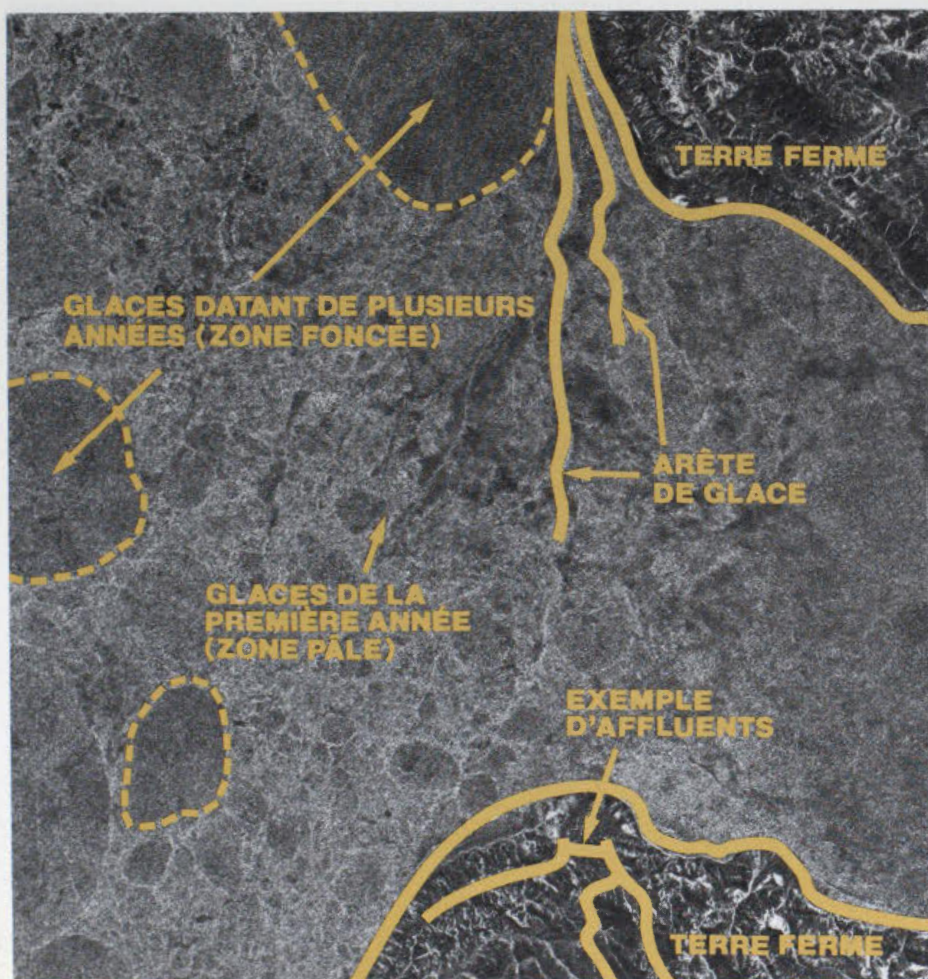 TERRE FERME
GLACES DATANT DE PLUSIEURS
ANNÉES (ZONE FONCÉE)
ARÊTE
DE GLACE
GLACES DE LA
PREMIÈRE ANNÉE
(ZONE PÂLE)
EXEMPLE
D'AFFLUENTS
TERRE FERME